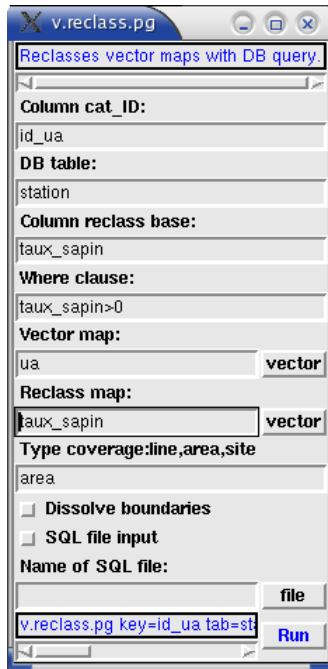 v.reclass.pg
Reclasses vector maps with DB query.
Column cat_ID:
id_ua
DB table:
station
Column reclass base:
taux_sapin
Where clause:
taux_sapin>0
Vector map:
ua vector
Reclass map:
taux_sapin vector
Type coverage:line,area,site
area
Dissolve boundaries
SQL file input
Name of SQL file:
file
v.reclass.pg key=id_ua tab=sta Run